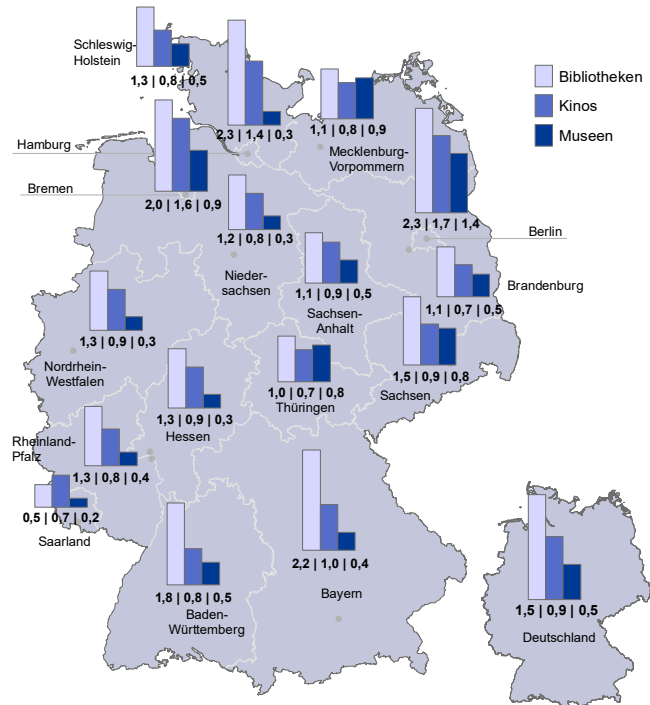 Schleswig-
Holstein
1,3 | 0,8 | 0,5
2,3 | 1,4 | 0,3
1,1 | 0,8 | 0,9
Mecklenburg-
Vorpommern
Bibliotheken
Kinos
Museen
Hamburg
Bremen
2,0 | 1,6 | 0,9
1,2 | 0,8 | 0,3
Nieder-
sachsen
2,3 | 1,7 | 1,4
Berlin
1,1 | 0,9 | 0,5
Sachsen-
Anhalt
1,1 | 0,7 | 0,5
Brandenburg
1,3 | 0,9 | 0,3
Nordrhein-
Westfalen
1,3 | 0,9 | 0,3
Hessen
1,0 | 0,7 | 0,8
Thüringen
1,5 | 0,9 | 0,8
Sachsen
Rheinland-
Pfalz
1,3 | 0,8 | 0,4
0,5 | 0,7 | 0,2
Saarland
1,8 | 0,8 | 0,5
Baden-
Württemberg
2,2 | 1,0 | 0,4
Bayern
1,5 | 0,9 | 0,5
Deutschland